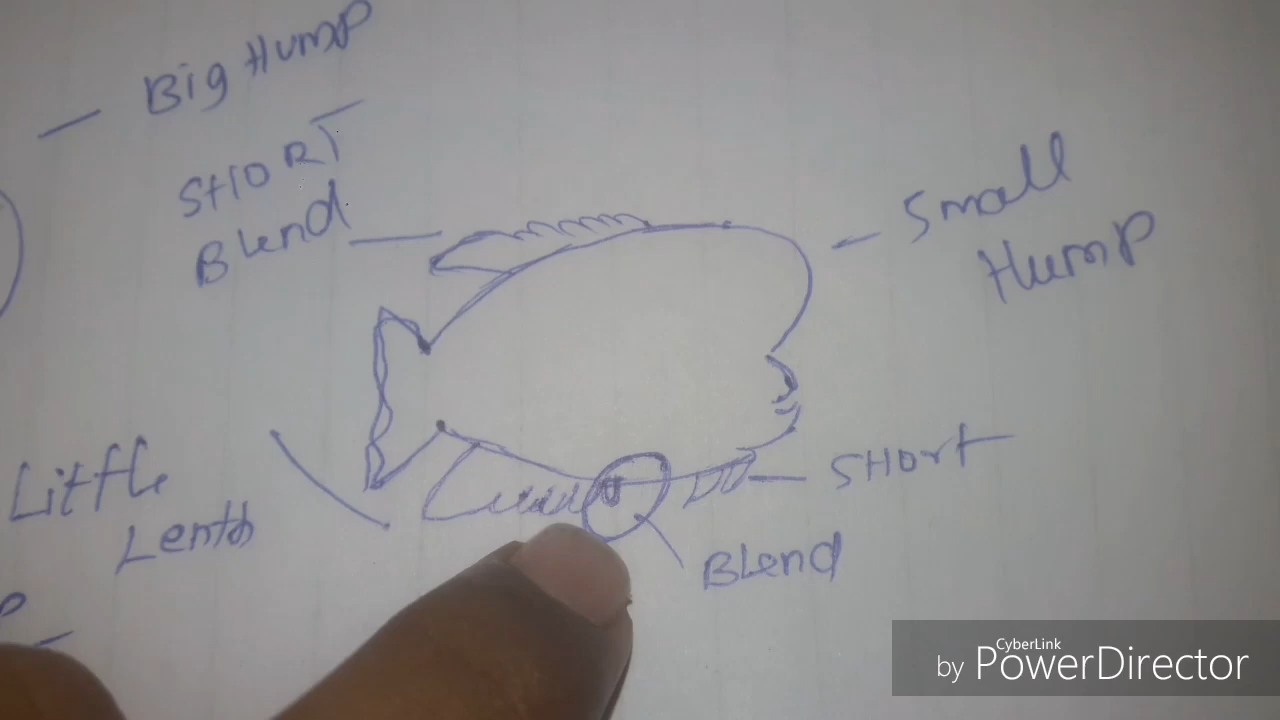 Big Hump
SHORT
Blend
Small
Hump
Little
Lenth
SHort
Blend
P
CyberLink
by PowerDirector